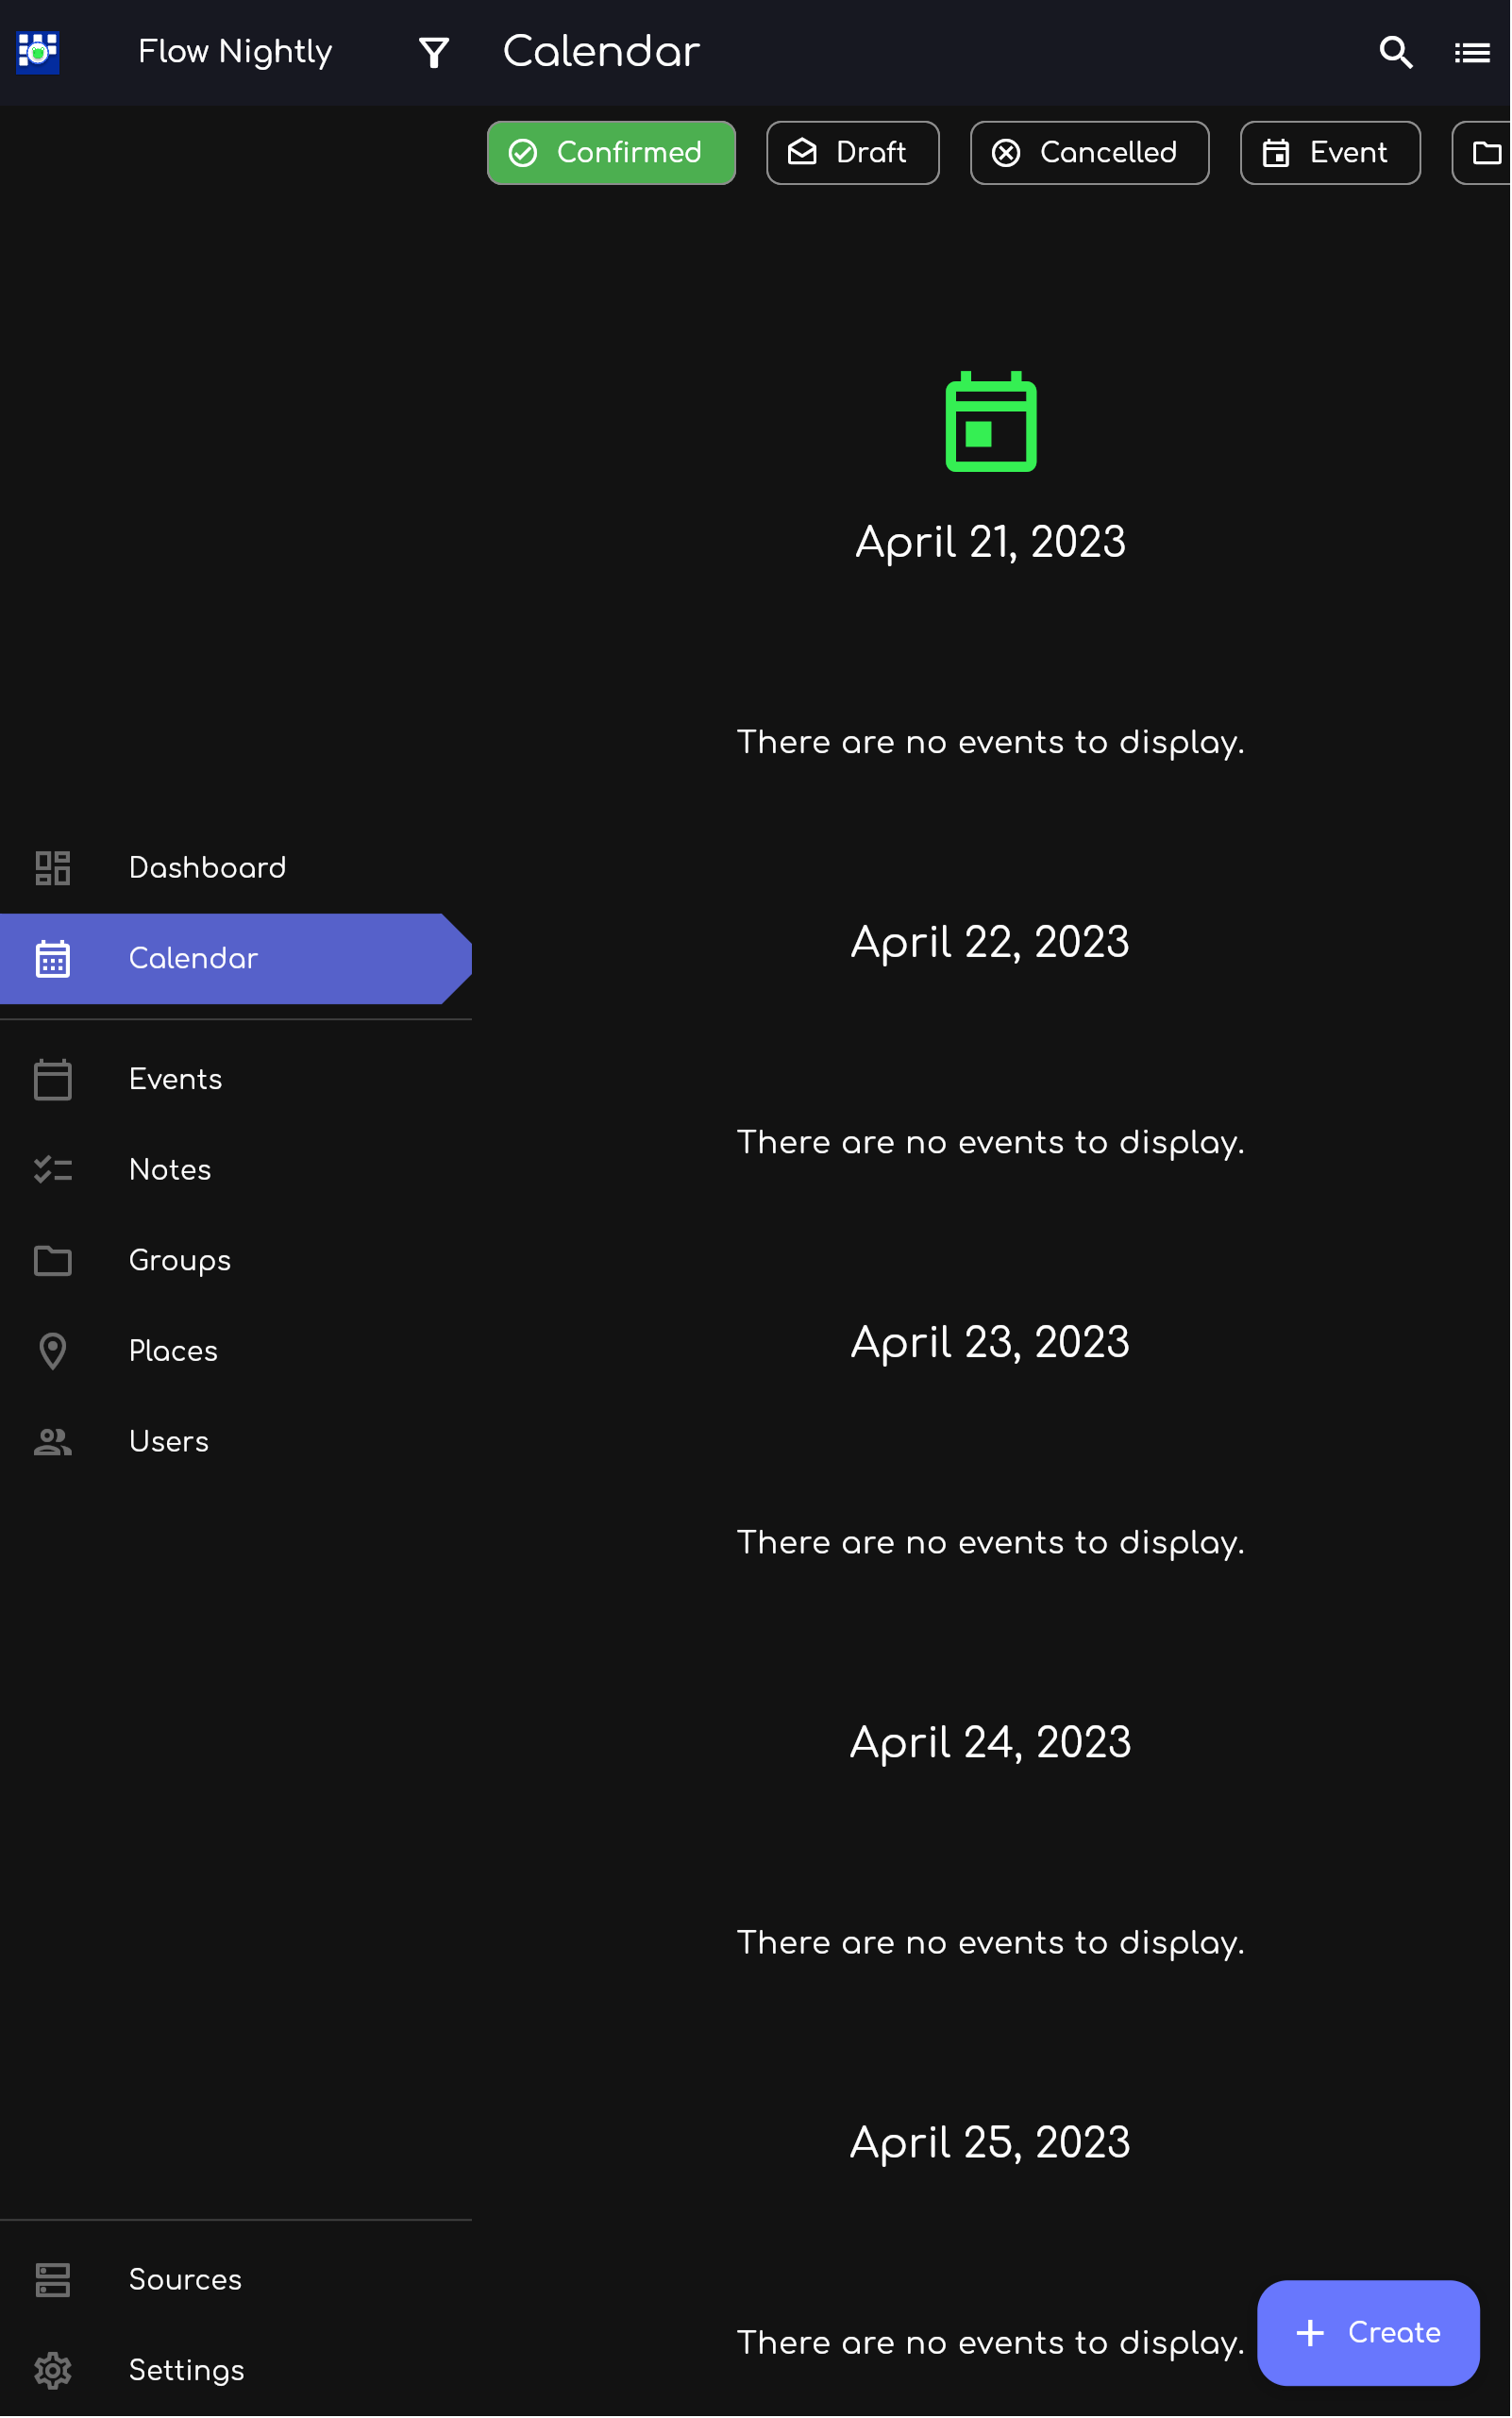 Flow Nightly
Calendar
Confirmed
Draft
Cancelled
Event
April 21, 2023
There are no events to display.
Dashboard
Calendar
April 22, 2023
Events
There are no events to display.
Notes
Groups
April 23, 2023
Places
Users
There are no events to display.
April 24, 2023
There are no events to display.
April 25, 2023
Sources
There are no events to display.
Create
Settings